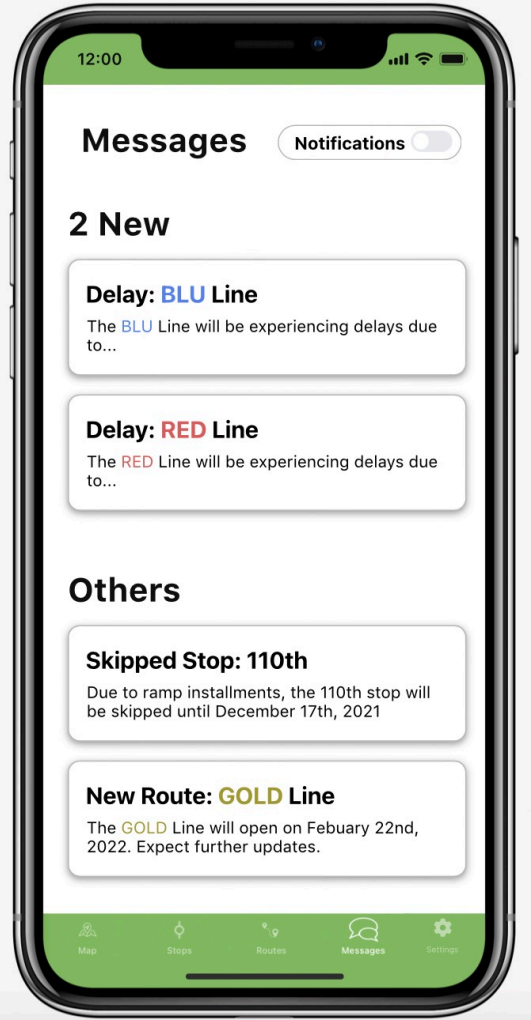 12:00
Messages
Notifications
2 New
Delay: BLU Line
The BLU Line will be experiencing delays due
to...
Delay: RED Line
The RED Line will be experiencing delays due
to...
Others
Skipped Stop: 110th
Due to ramp installments, the 110th stop will
be skipped until December 17th, 2021
New Route: GOLD Line
The GOLD Line will open on Febuary 22nd,
2022. Expect further updates.
Map Stops Routes Messages Settings